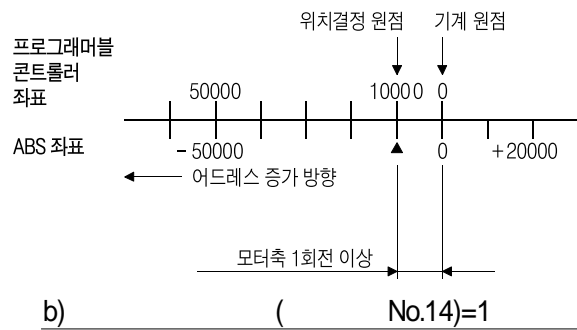 위치결정 원점 기계 원점
프로그래머블
콘트롤러
좌표
50000 10000 0
ABS 좌표
-50000 0 +20000
어드레스 증가 방향
모터축 1회전 이상
b) ( No.14)=1